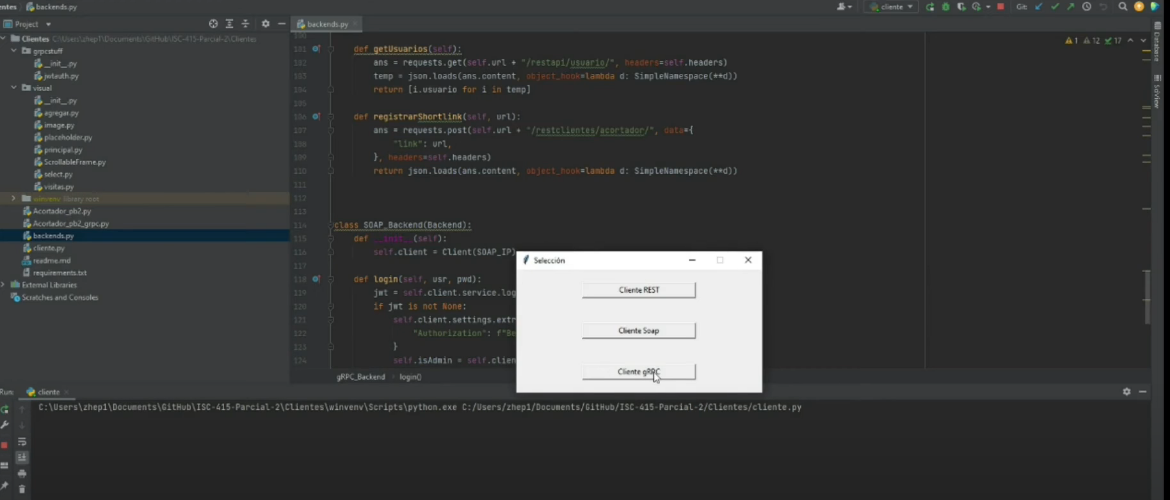 entes
backends.py
cliente
Git:
Project
backends.py
Clientes C:\Users\zhep1\Documents\GitHub\ISC-415-Parcial-2\Clientes
grpcstuff
__init__.py
jwtauth.py
visual
__init__.py
agregar.py
image.py
placeholder.py
principal.py
ScrollableFrame.py
select.py
visitas.py
winvenv library root
Acortador_pb2.py
Acortador_pb2_grpc.py
backends.py
cliente.py
readme.md
requirements.txt
External Libraries
Scratches and Consoles
1 12 17
100
101 def getUsuarios(self):
102 ans = requests.get(self.url + "/restapi/usuario/", headers=self.headers)
103 temp = json.loads(ans.content, object_hook=lambda d: SimpleNamespace(**d))
104 return [i.usuario for i in temp]
105
106 def registrarShortlink(self, url):
107 ans = requests.post(self.url + "/restclientes/acortador/", data={
108 "link": url,
109 }, headers=self.headers)
110 return json.loads(ans.content, object_hook=lambda d: SimpleNamespace(**d))
111
112
113
114 class SOAP_Backend(Backend):
115 def __init__(self):
116 self.client = Client(SOAP_IP)
117
118 def login(self, usr, pwd):
119 jwt = self.client.service.log
120 if jwt is not None:
121 self.client.settings.extr
122 "Authorization": f"Be
123 }
124 self.isAdmin = self.clien
gRPC_Backend login()
Selección
Cliente REST
Cliente Soap
Cliente gRPC
Database
SciView
Run: cliente
C:\Users\zhep1\Documents\GitHub\ISC-415-Parcial-2\Clientes\winvenv\Scripts\python.exe C:/Users/zhep1/Documents/GitHub/ISC-415-Parcial-2/Clientes/cliente.py